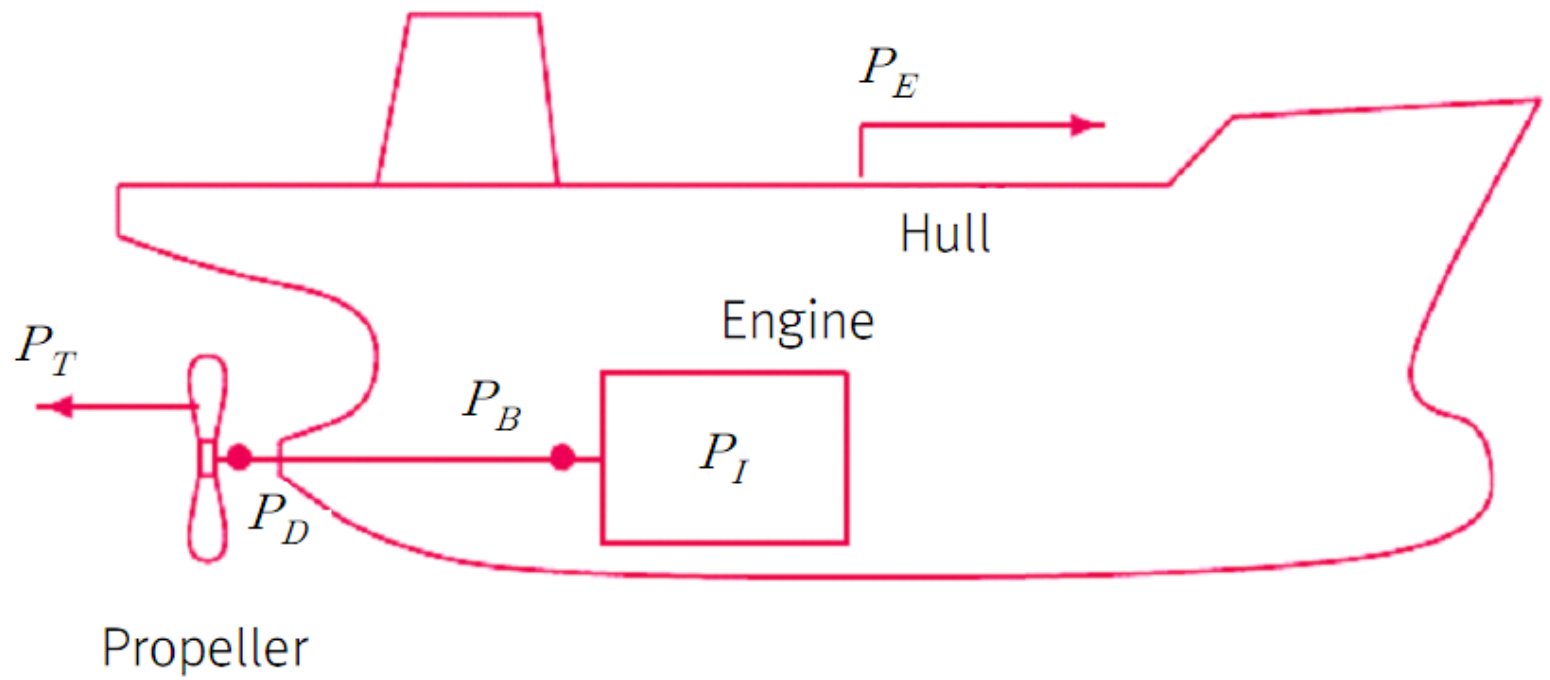 P_E
Hull
Engine
P_T
P_B
P_I
P_D
Propeller